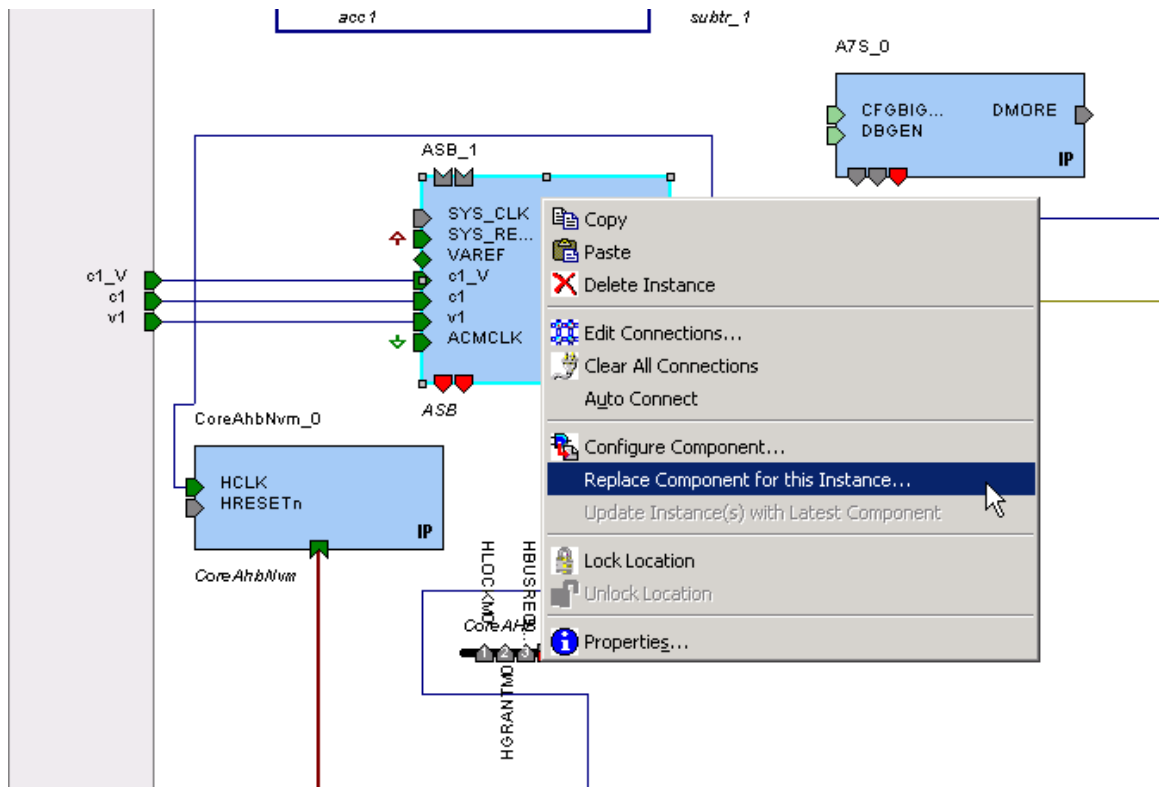 acc1
subtr_1
A7S_0
CFGBIG...
DMORE
DBGEN
IP
ASB_1
SYS_CLK
SYS_RE...
VAREF
c1_V
c1_V
c1
c1
v1
v1
ACMCLK
ASB
Copy
Paste
Delete Instance
Edit Connections...
Clear All Connections
Auto Connect
Configure Component...
Replace Component for this Instance...
Update Instance(s) with Latest Component
Lock Location
Unlock Location
Properties...
CoreAhbNvm_0
HCLK
HRESETn
IP
CoreAhbNvm
HLOCKM0
HBUSREQ...
CoreAHB
1
2
3
HGRANTM0